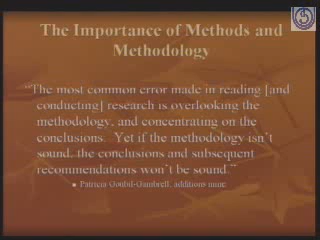 The Importance of Methods and
Methodology
“The most common error made in reading [and
conducting] research is overlooking the
methodology, and concentrating on the
conclusions. Yet if the methodology isn’t
sound, the conclusions and subsequent
recommendations won’t be sound.”
Patricia Goubil-Gambrell, additions mine